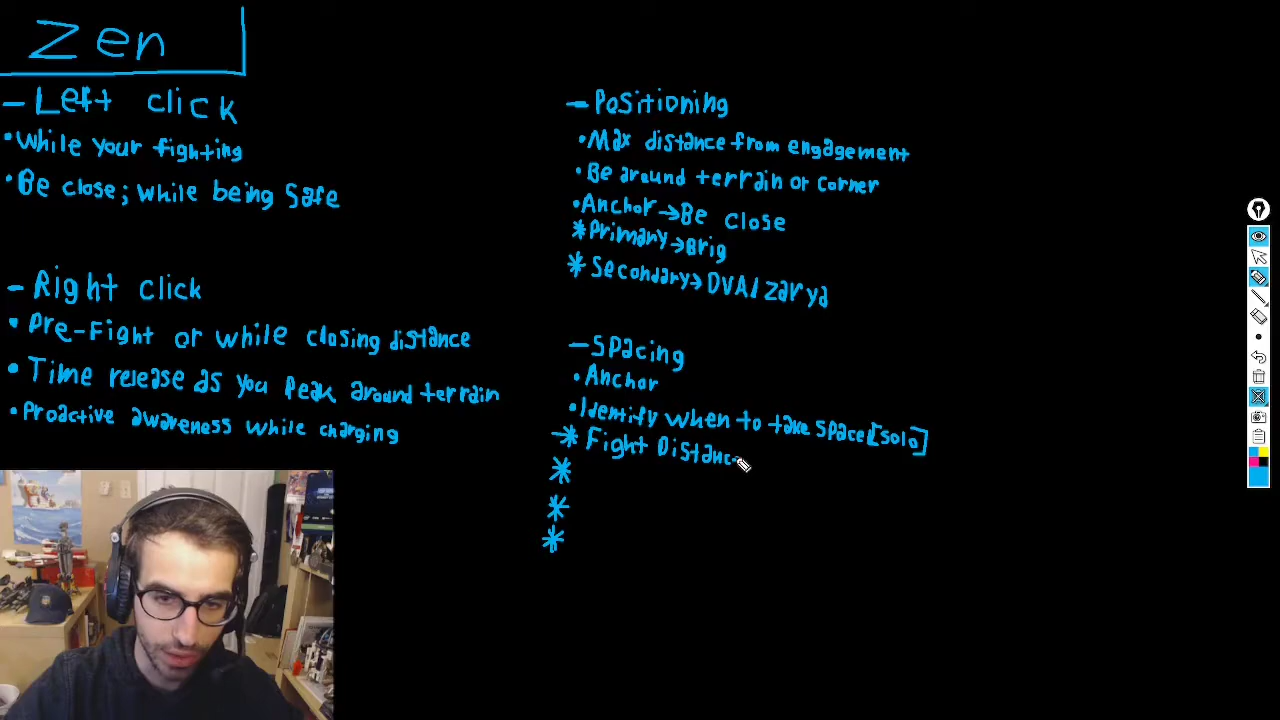 Zen
- Left click
• While your fighting
• Be close; while being safe
- Right click
• Pre-Fight or while closing distance
• Time release as you Peak around terrain
• Proactive awareness while charging
- Positioning
• Max distance from engagement
• Be around terrain or corner
• Anchor → Be close
* Primary → Brig
* Secondary → DVA/Zarya
- Spacing
• Anchor
• Identify when to take space [solo]
→* Fight Distanc
*
*
*